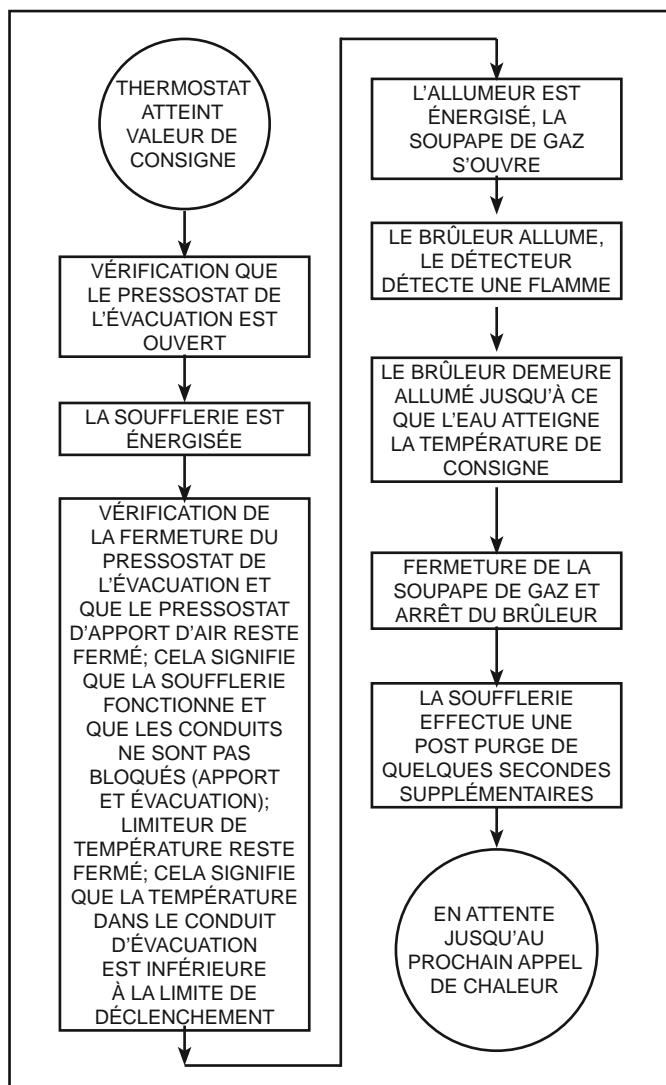 THERMOSTAT
ATTEINT
VALEUR DE
CONSIGNE
VÉRIFICATION QUE
LE PRESSOSTAT DE
L'ÉVACUATION EST
OUVERT
LA SOUFFLERIE EST
ÉNERGISÉE
VÉRIFICATION DE
LA FERMETURE DU
PRESSOSTAT DE
L'ÉVACUATION ET
QUE LE PRESSOSTAT
D'APPORT D'AIR RESTE
FERMÉ; CELA SIGNIFIE
QUE LA SOUFFLERIE
FONCTIONNE ET
QUE LES CONDUITS
NE SONT PAS
BLOQUÉS (APPORT
ET ÉVACUATION);
LIMITEUR DE
TEMPÉRATURE RESTE
FERMÉ; CELA SIGNIFIE
QUE LA TEMPÉRATURE
DANS LE CONDUIT
D'ÉVACUATION
EST INFÉRIEURE
À LA LIMITE DE
DÉCLENCHEMENT
L'ALLUMEUR EST
ÉNERGISÉ, LA
SOUPAPE DE GAZ
S'OUVRE
LE BRÛLEUR ALLUME,
LE DÉTECTEUR
DÉTECTE UNE FLAMME
LE BRÛLEUR DEMEURE
ALLUMÉ JUSQU'À CE
QUE L'EAU ATTEIGNE
LA TEMPÉRATURE DE
CONSIGNE
FERMETURE DE LA
SOUPAPE DE GAZ ET
ARRÊT DU BRÛLEUR
LA SOUFFLERIE
EFFECTUE UNE
POST PURGE DE
QUELQUES SECONDES
SUPPLÉMENTAIRES
EN ATTENTE
JUSQU'AU
PROCHAIN APPEL
DE CHALEUR